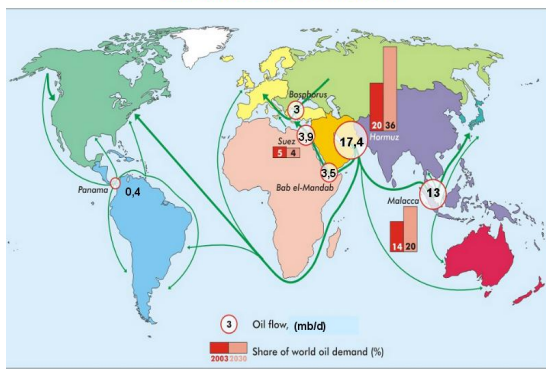 Bosphorus
3
3,9
Suez
5 4
17,4
20 36
Hormuz
3,5
Bab el-Mandab
Panama
0,4
Malacca
13
14 20
3 Oil flow, (mb/d)
2003 2030 Share of world oil demand (%)